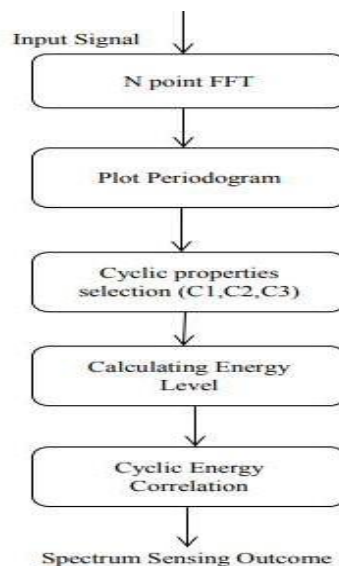 Input Signal
N point FFT
Plot Periodogram
Cyclic properties
selection (C1,C2,C3)
Calculating Energy
Level
Cyclic Energy
Correlation
Spectrum Sensing Outcome